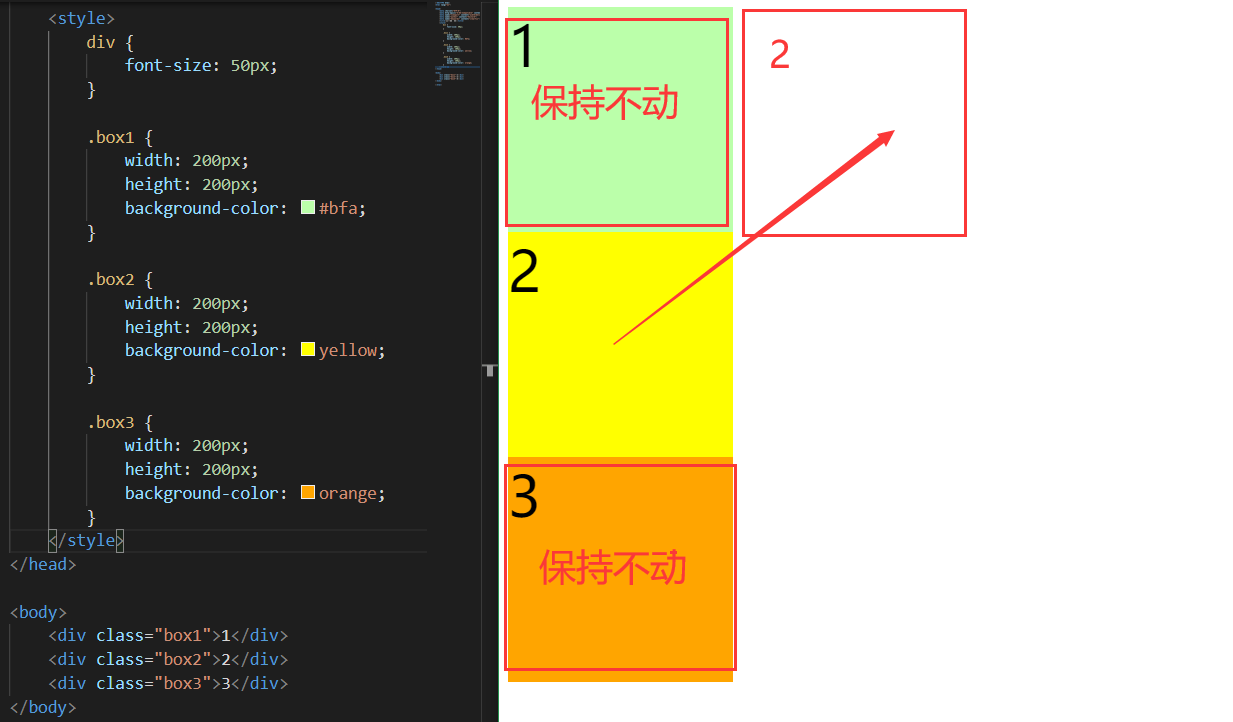 <style>
div {
font-size: 50px;
}
.box1 {
width: 200px;
height: 200px;
background-color: #bfa;
}
.box2 {
width: 200px;
height: 200px;
background-color: yellow;
}
.box3 {
width: 200px;
height: 200px;
background-color: orange;
}
</style>
</head>
<body>
<div class="box1">1</div>
<div class="box2">2</div>
<div class="box3">3</div>
</body>
1
保持不动
2
2
3
保持不动